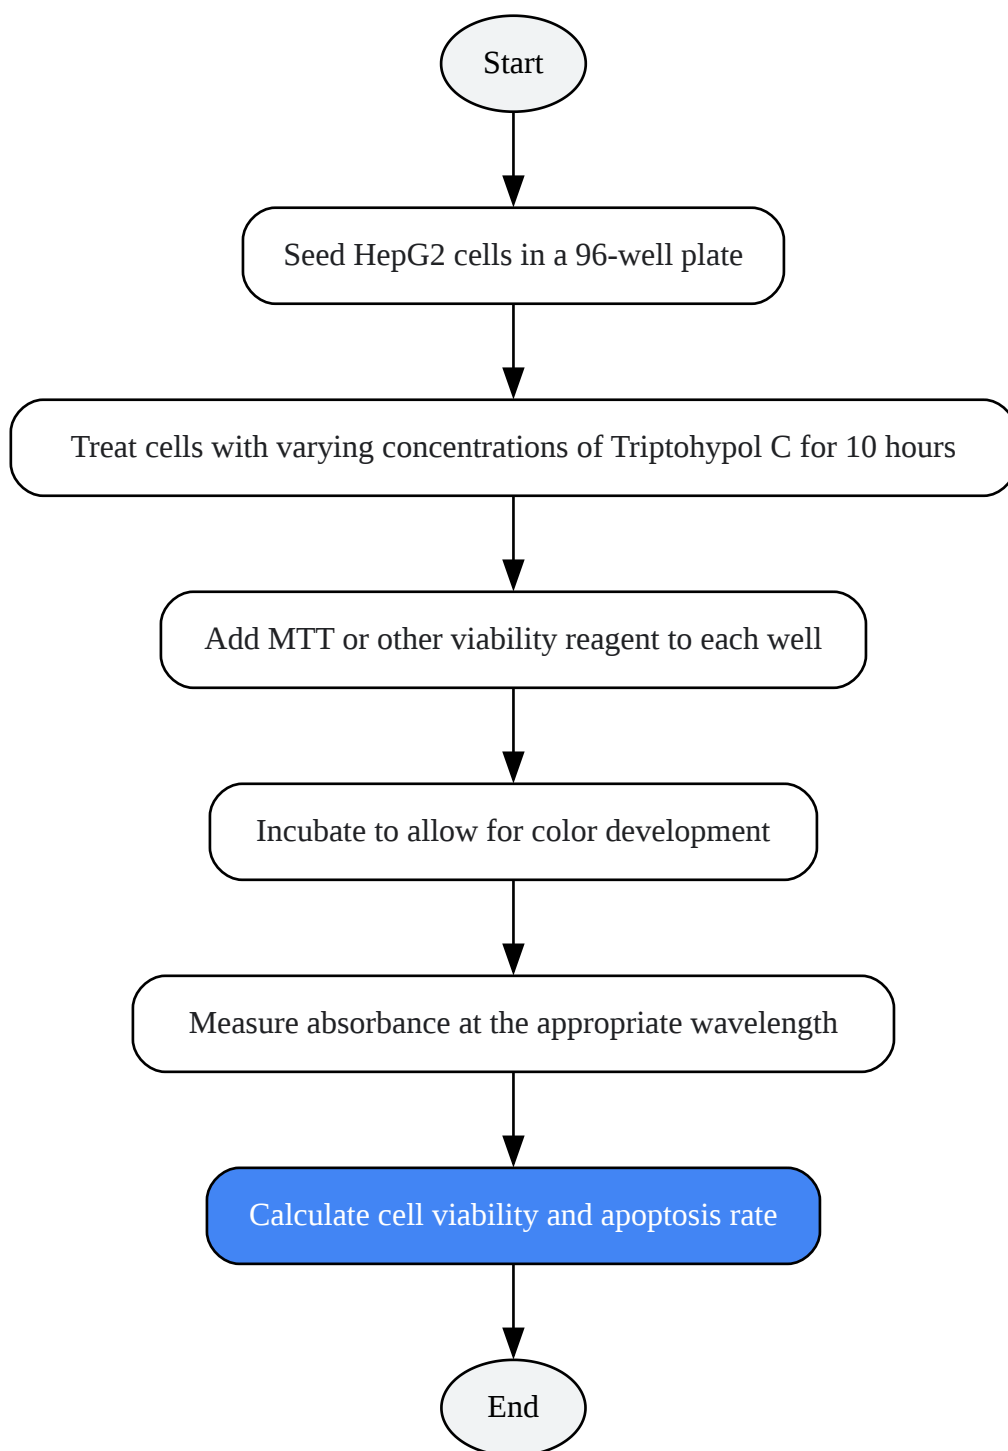 Start
Seed HepG2 cells in a 96-well plate
Treat cells with varying concentrations of Triptohypol C for 10 hours
Add MTT or other viability reagent to each well
Incubate to allow for color development
Measure absorbance at the appropriate wavelength
Calculate cell viability and apoptosis rate
End